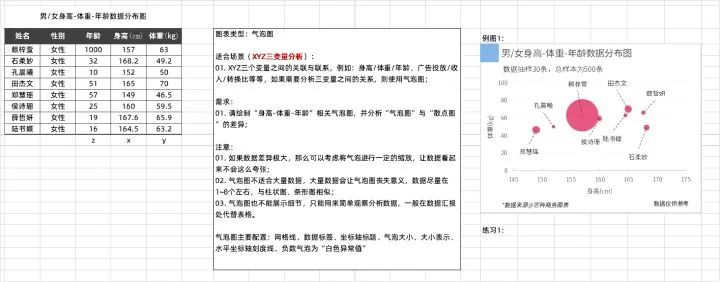 男/女身高-体重-年龄数据分布图
姓名 性别 年龄 身高(cm) 体重(kg)
赖梓萱 女性 1000 157 63
石柔妙 女性 32 168.2 49.2
孔晨曦 女性 10 152 50
田杰文 女性 51 165 70
郑慧瑶 女性 57 149 46.5
侯诗珊 女性 25 160 59.5
薛哲妍 女性 19 167.6 65.9
陆书蝶 女性 16 164.5 63.2
z x y
图表类型：气泡图
适合场景（XYZ三变量分析）：
01. XYZ三个变量之间的关联与联系，例如：身高/体重/年龄、广告投放/收
入/转换比等等，如果需要分析三变量之间的关系，则使用气泡图；
需求：
01. 请绘制“身高-体重-年龄”相关气泡图，并分析“气泡图”与“散点图
”的差异；
注意：
01. 如果数据差异极大，那么可以考虑将气泡进行一定的缩放，让数据看起
来不会这么夸张；
02. 气泡图不适合大量数据，大量数据会让气泡图丧失意义，数据尽量在
1~8个左右，与柱状图、条形图相似；
03. 气泡图也不能展示细节，只能用来简单观察分析数据，一般在数据汇报
处代替表格。
气泡图主要配置：网格线、数据标签、坐标轴标题、气泡大小、大小表示、
水平坐标轴刻度线、负数气泡为“白色异常值”
例图1：
男/女身高-体重-年龄数据分布图
数据抽样30条，总样本为500条
100
80
60
40
20
0
体重(kg)
赖梓萱
田杰文
薛哲妍
孔晨曦
郑慧瑶
侯诗珊
陆书蝶
石柔妙
145 150 155 160 165 170 175
身高(cm)
*数据来源@芒种商务图表
数据仅供参考
练习1：